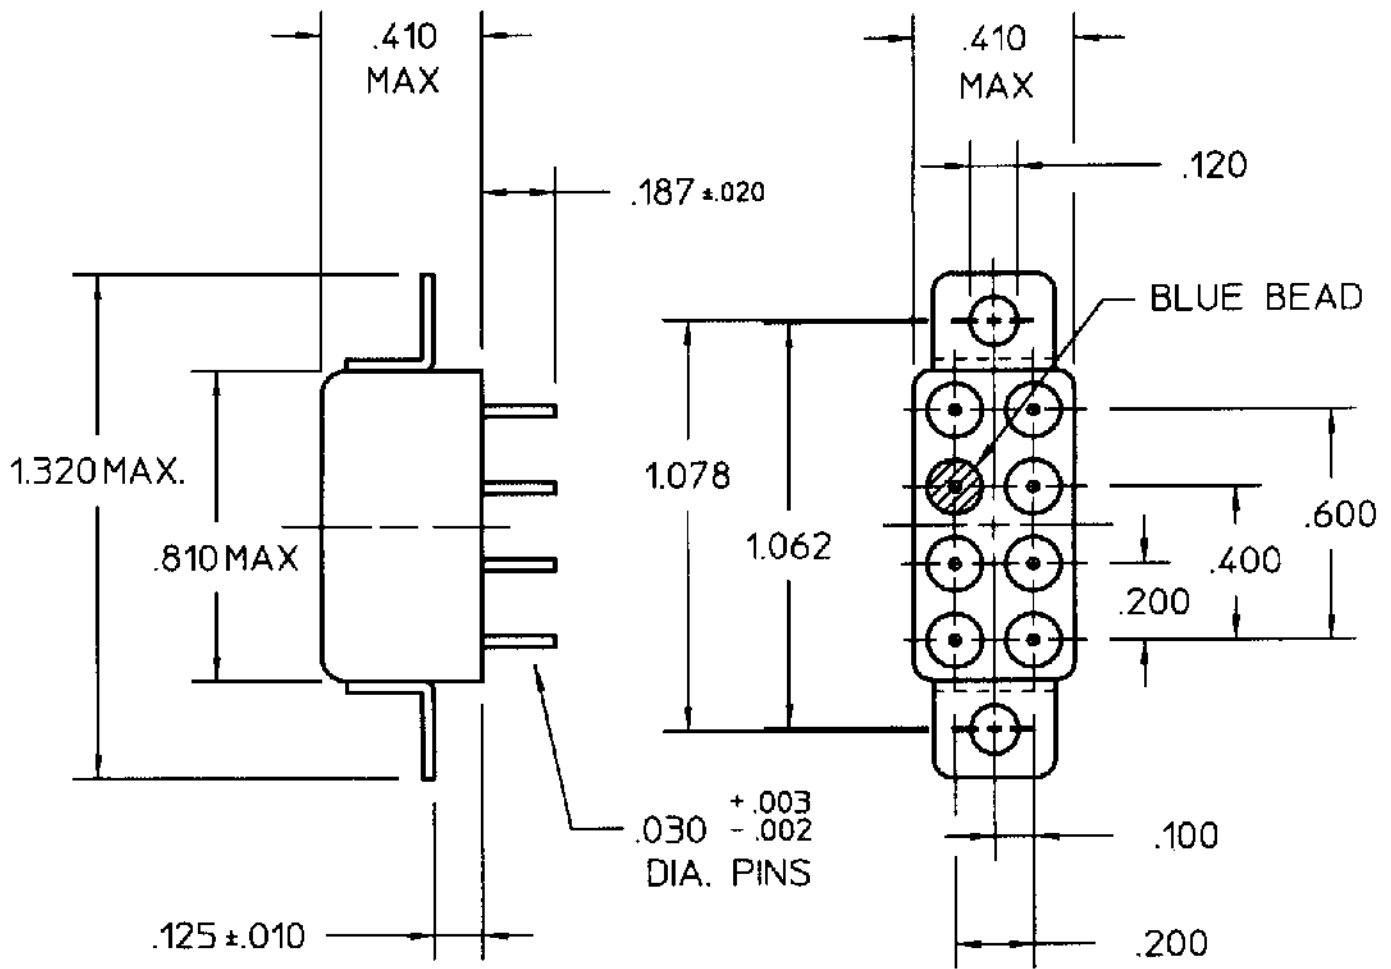 .410
MAX
.410
MAX
.120
.187 ±.020
BLUE BEAD
1.320 MAX.
1.078
.600
.810 MAX
1.062
.400
.200
.030 + .003
- .002
DIA. PINS
.100
.125 ±.010
.200